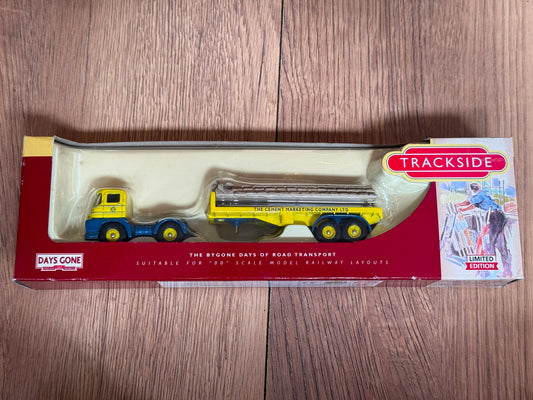 TRACKSIDE
THE CEMENT MARKETING COMPANY LTD
DAYS GONE
THE BYGONE DAYS OF ROAD TRANSPORT
SUITABLE FOR "00" SCALE MODEL RAILWAY LAYOUTS
LIMITED
EDITION